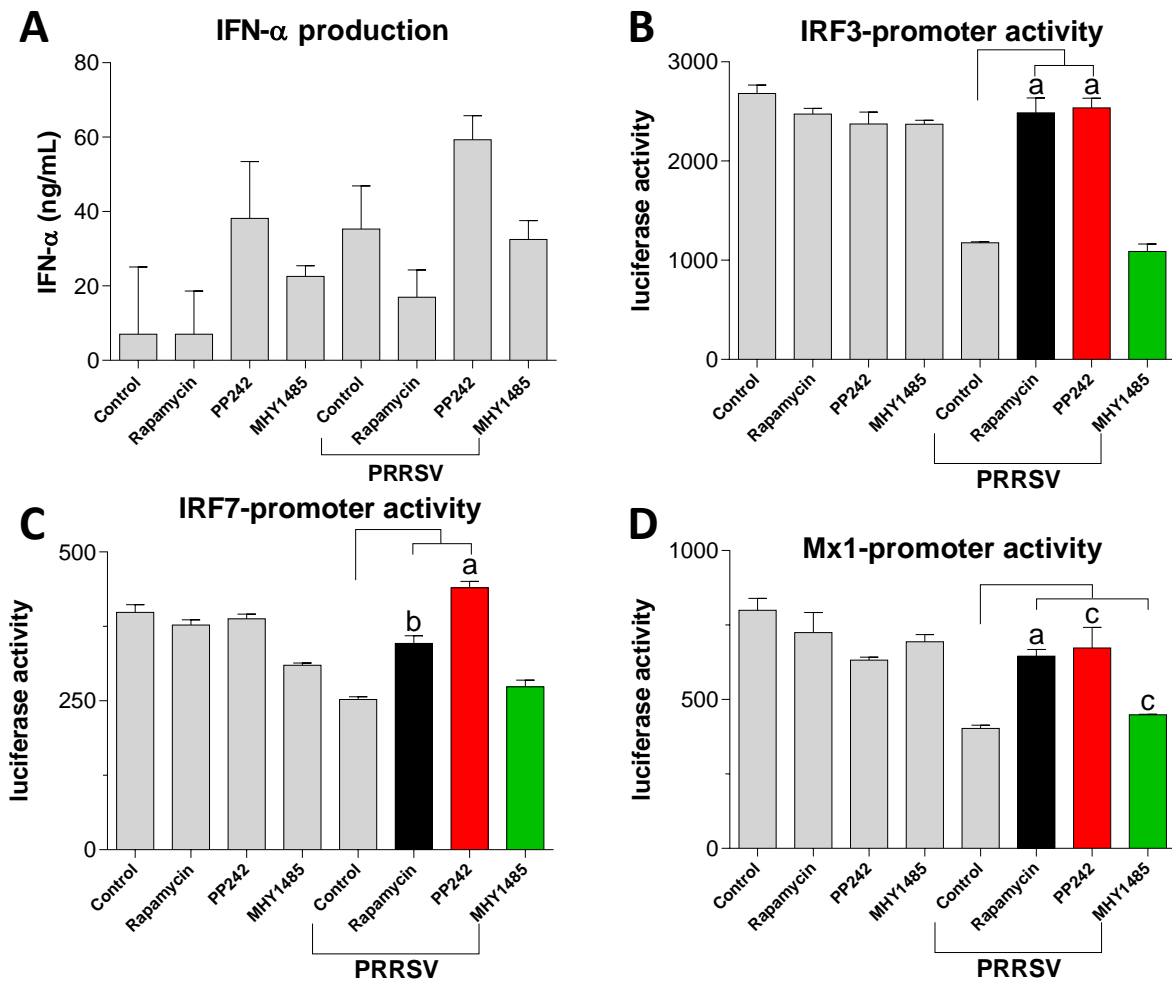 A
IFN-α production
IFN-α (ng/mL)
80
60
40
20
0
Control
Rapamycin
PP242
MHY1485
Control
Rapamycin
PP242
MHY1485
PRRSV
B
IRF3-promoter activity
luciferase activity
3000
2000
1000
0
a a
Control
Rapamycin
PP242
MHY1485
Control
Rapamycin
PP242
MHY1485
PRRSV
C
IRF7-promoter activity
luciferase activity
500
250
0
b a
Control
Rapamycin
PP242
MHY1485
Control
Rapamycin
PP242
MHY1485
PRRSV
D
Mx1-promoter activity
luciferase activity
1000
500
0
a c c
Control
Rapamycin
PP242
MHY1485
Control
Rapamycin
PP242
MHY1485
PRRSV